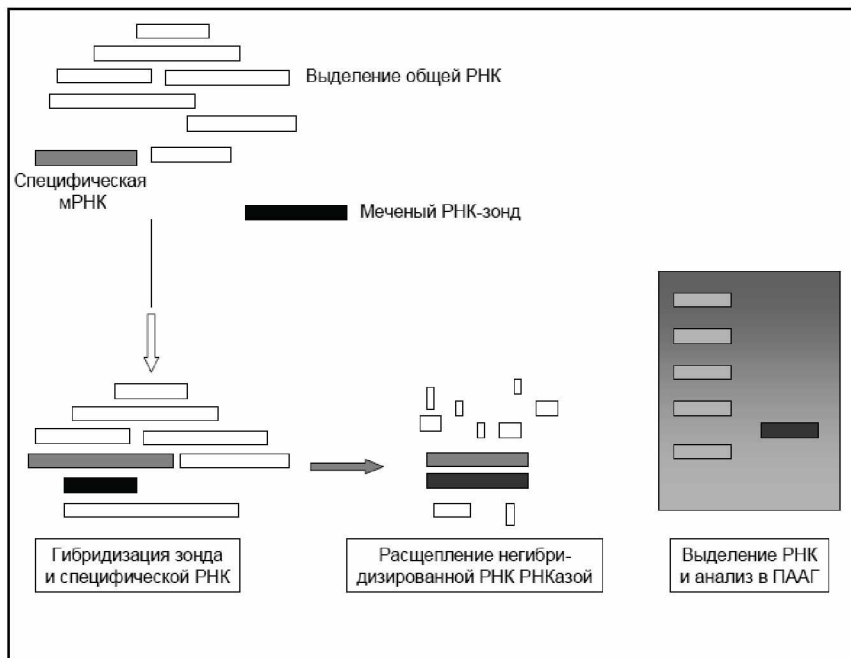 Выделение общей РНК
Специфическая
мРНК
Меченый РНК-зонд
Гибридизация зонда
и специфической РНК
Расщепление негибри-
дизированной РНК РНКазой
Выделение РНК
и анализ в ПААГ